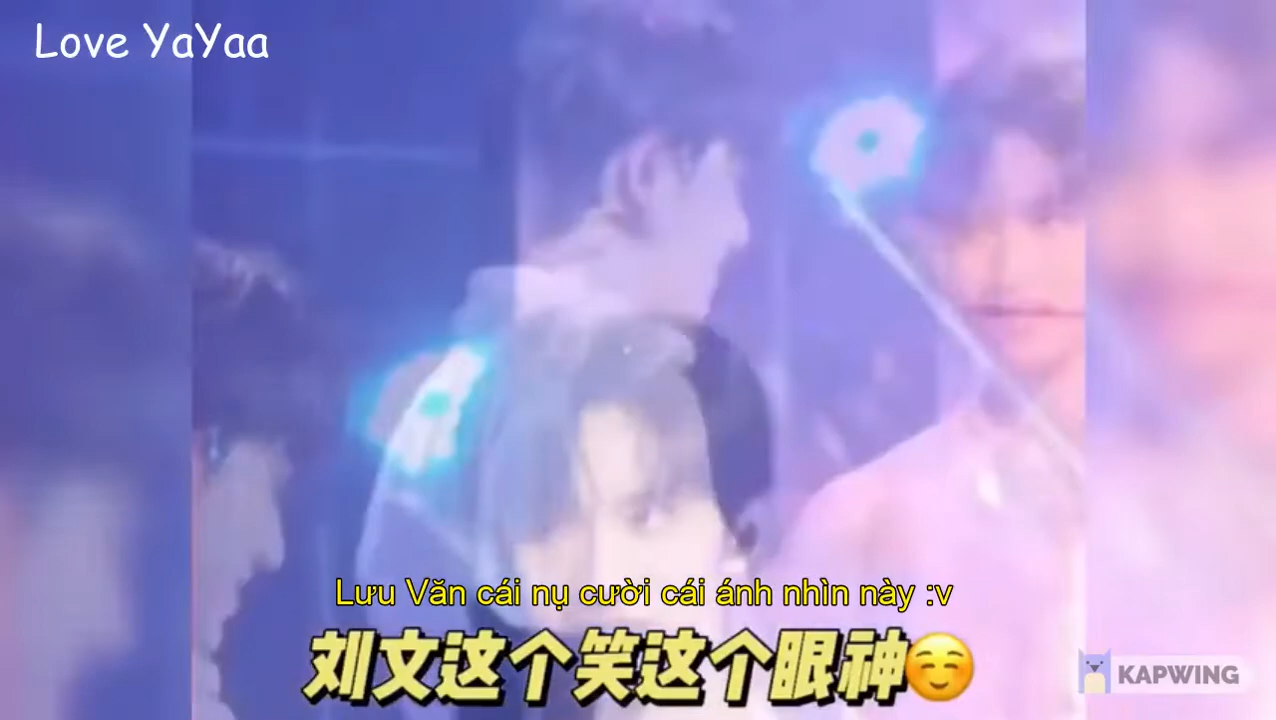 Love YaYaa
Lưu Văn cái nụ cười cái ánh nhìn này :v
刘文这个笑这个眼神☺️
KAPWING